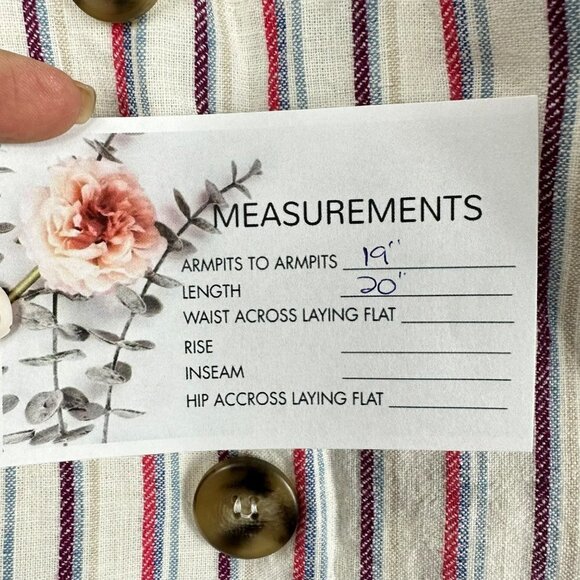 MEASUREMENTS
ARMPITS TO ARMPITS 19"
LENGTH 20"
WAIST ACROSS LAYING FLAT
RISE
INSEAM
HIP ACCROSS LAYING FLAT